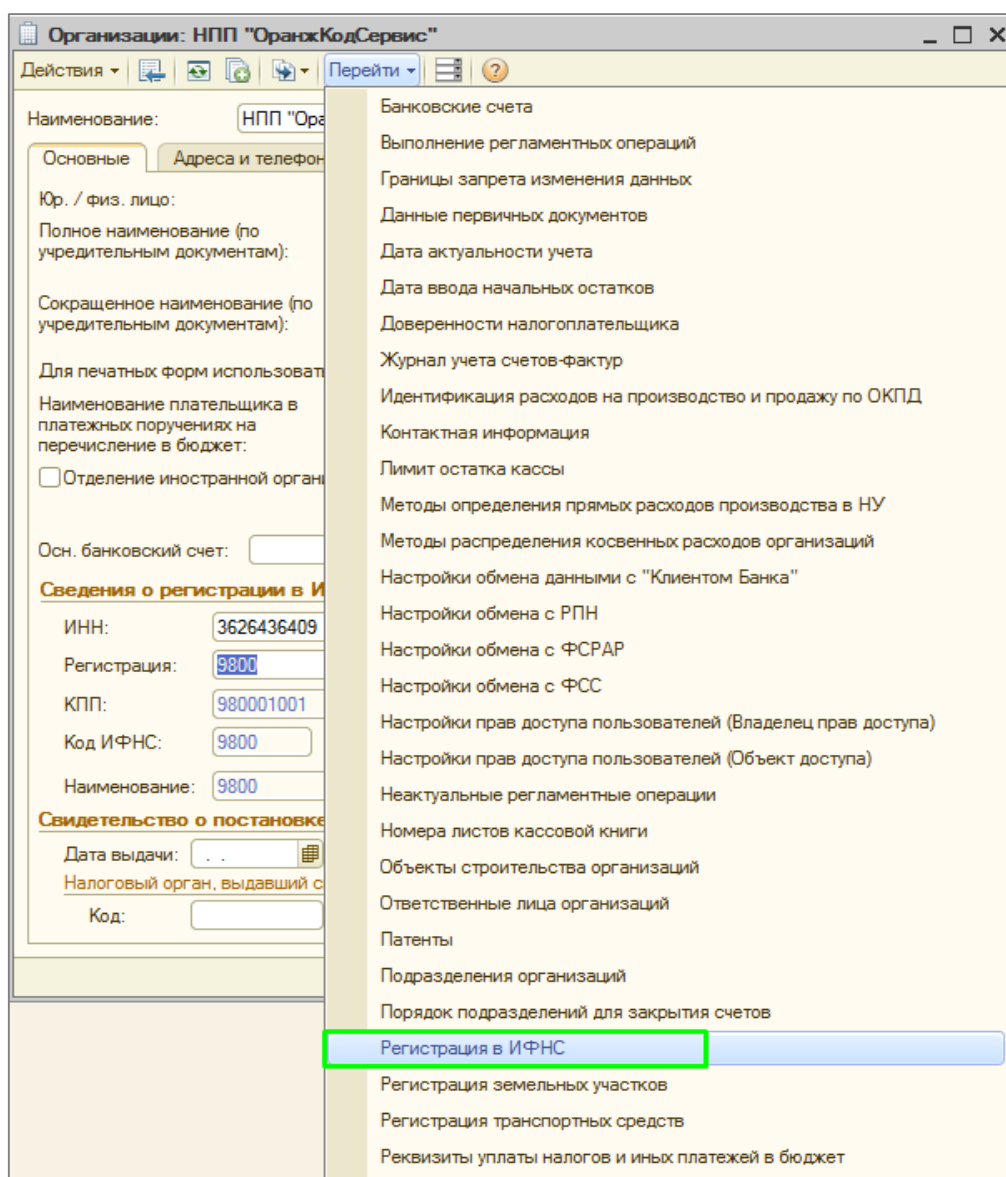 Организации: НПП "ОранжКодСервис"
Действия Перейти
Наименование: НПП "Ора
Основные Адреса и телефон
Юр. / физ. лицо:
Полное наименование (по
учредительным документам):
Сокращенное наименование (по
учредительным документам):
Для печатных форм использоват
Наименование плательщика в
платежных поручениях на
перечисление в бюджет:
Отделение иностранной органи
Осн. банковский счет:
Сведения о регистрации в И
ИНН: 3626436409
Регистрация: 9800
КПП: 980001001
Код ИФНС: 9800
Наименование: 9800
Свидетельство о постановке
Дата выдачи: . .
Налоговый орган, выдавший с
Код:
Банковские счета
Выполнение регламентных операций
Границы запрета изменения данных
Данные первичных документов
Дата актуальности учета
Дата ввода начальных остатков
Доверенности налогоплательщика
Журнал учета счетов-фактур
Идентификация расходов на производство и продажу по ОКПД
Контактная информация
Лимит остатка кассы
Методы определения прямых расходов производства в НУ
Методы распределения косвенных расходов организаций
Настройки обмена данными с "Клиентом Банка"
Настройки обмена с РПН
Настройки обмена с ФСРАР
Настройки обмена с ФСС
Настройки прав доступа пользователей (Владелец прав доступа)
Настройки прав доступа пользователей (Объект доступа)
Неактуальные регламентные операции
Номера листов кассовой книги
Объекты строительства организаций
Ответственные лица организаций
Патенты
Подразделения организаций
Порядок подразделений для закрытия счетов
Регистрация в ИФНС
Регистрация земельных участков
Регистрация транспортных средств
Реквизиты уплаты налогов и иных платежей в бюджет